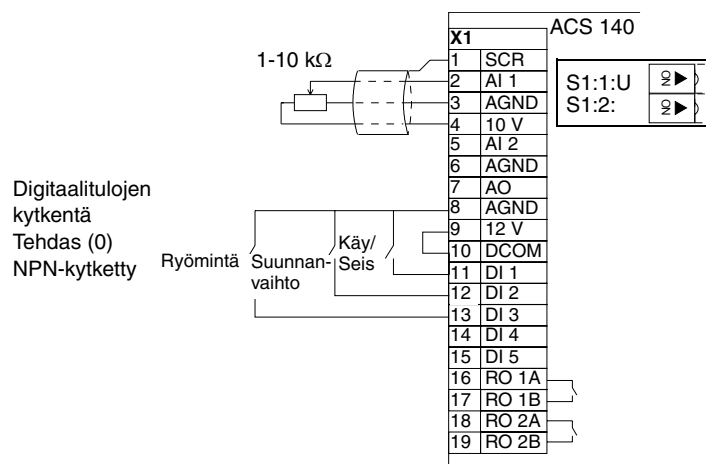 ACS 140
X1
1 SCR
2 AI 1
3 AGND
4 10 V
5 AI 2
6 AGND
7 AO
8 AGND
9 12 V
10 DCOM
11 DI 1
12 DI 2
13 DI 3
14 DI 4
15 DI 5
16 RO 1A
17 RO 1B
18 RO 2A
19 RO 2B
1-10 kΩ
S1:1:U
S1:2:
ON
ON
Digitaalitulojen
kytkentä
Tehdas (0)
NPN-kytketty
Ryömintä
Suunnan-
vaihto
Käy/
Seis